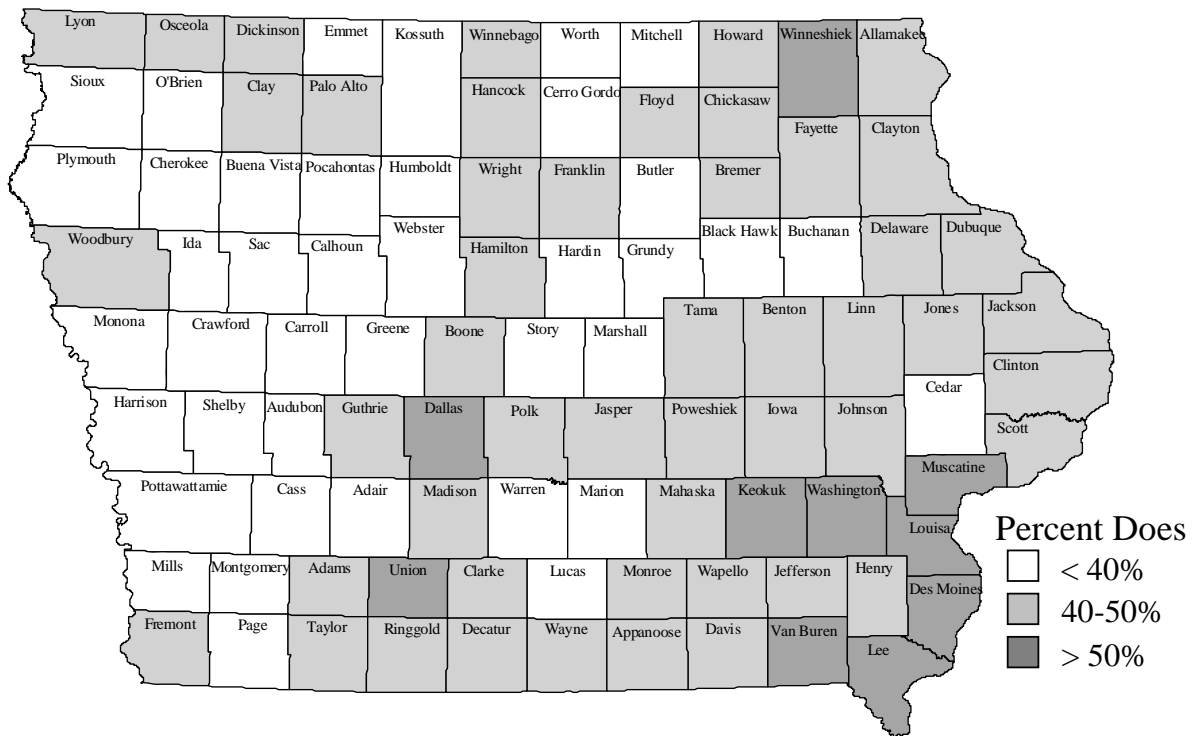 Lyon
Osceola
Dickinson
Emmet
Kossuth
Winnebago
Worth
Mitchell
Howard
Winneshiek
Allamakee
Sioux
O'Brien
Clay
Palo Alto
Hancock
Cerro Gordo
Floyd
Chickasaw
Fayette
Clayton
Plymouth
Cherokee
Buena Vista
Pocahontas
Humboldt
Wright
Franklin
Butler
Bremer
Woodbury
Ida
Sac
Calhoun
Webster
Hamilton
Hardin
Grundy
Black Hawk
Buchanan
Delaware
Dubuque
Monona
Crawford
Carroll
Greene
Boone
Story
Marshall
Tama
Benton
Linn
Jones
Jackson
Clinton
Cedar
Harrison
Shelby
Audubon
Guthrie
Dallas
Polk
Jasper
Poweshiek
Iowa
Johnson
Scott
Muscatine
Pottawattamie
Cass
Adair
Madison
Warren
Marion
Mahaska
Keokuk
Washington
Louisa
Mills
Montgomery
Adams
Union
Clarke
Lucas
Monroe
Wapello
Jefferson
Henry
Des Moines
Fremont
Page
Taylor
Ringgold
Decatur
Wayne
Appanoose
Davis
Van Buren
Lee
Percent Does
< 40%
40-50%
> 50%